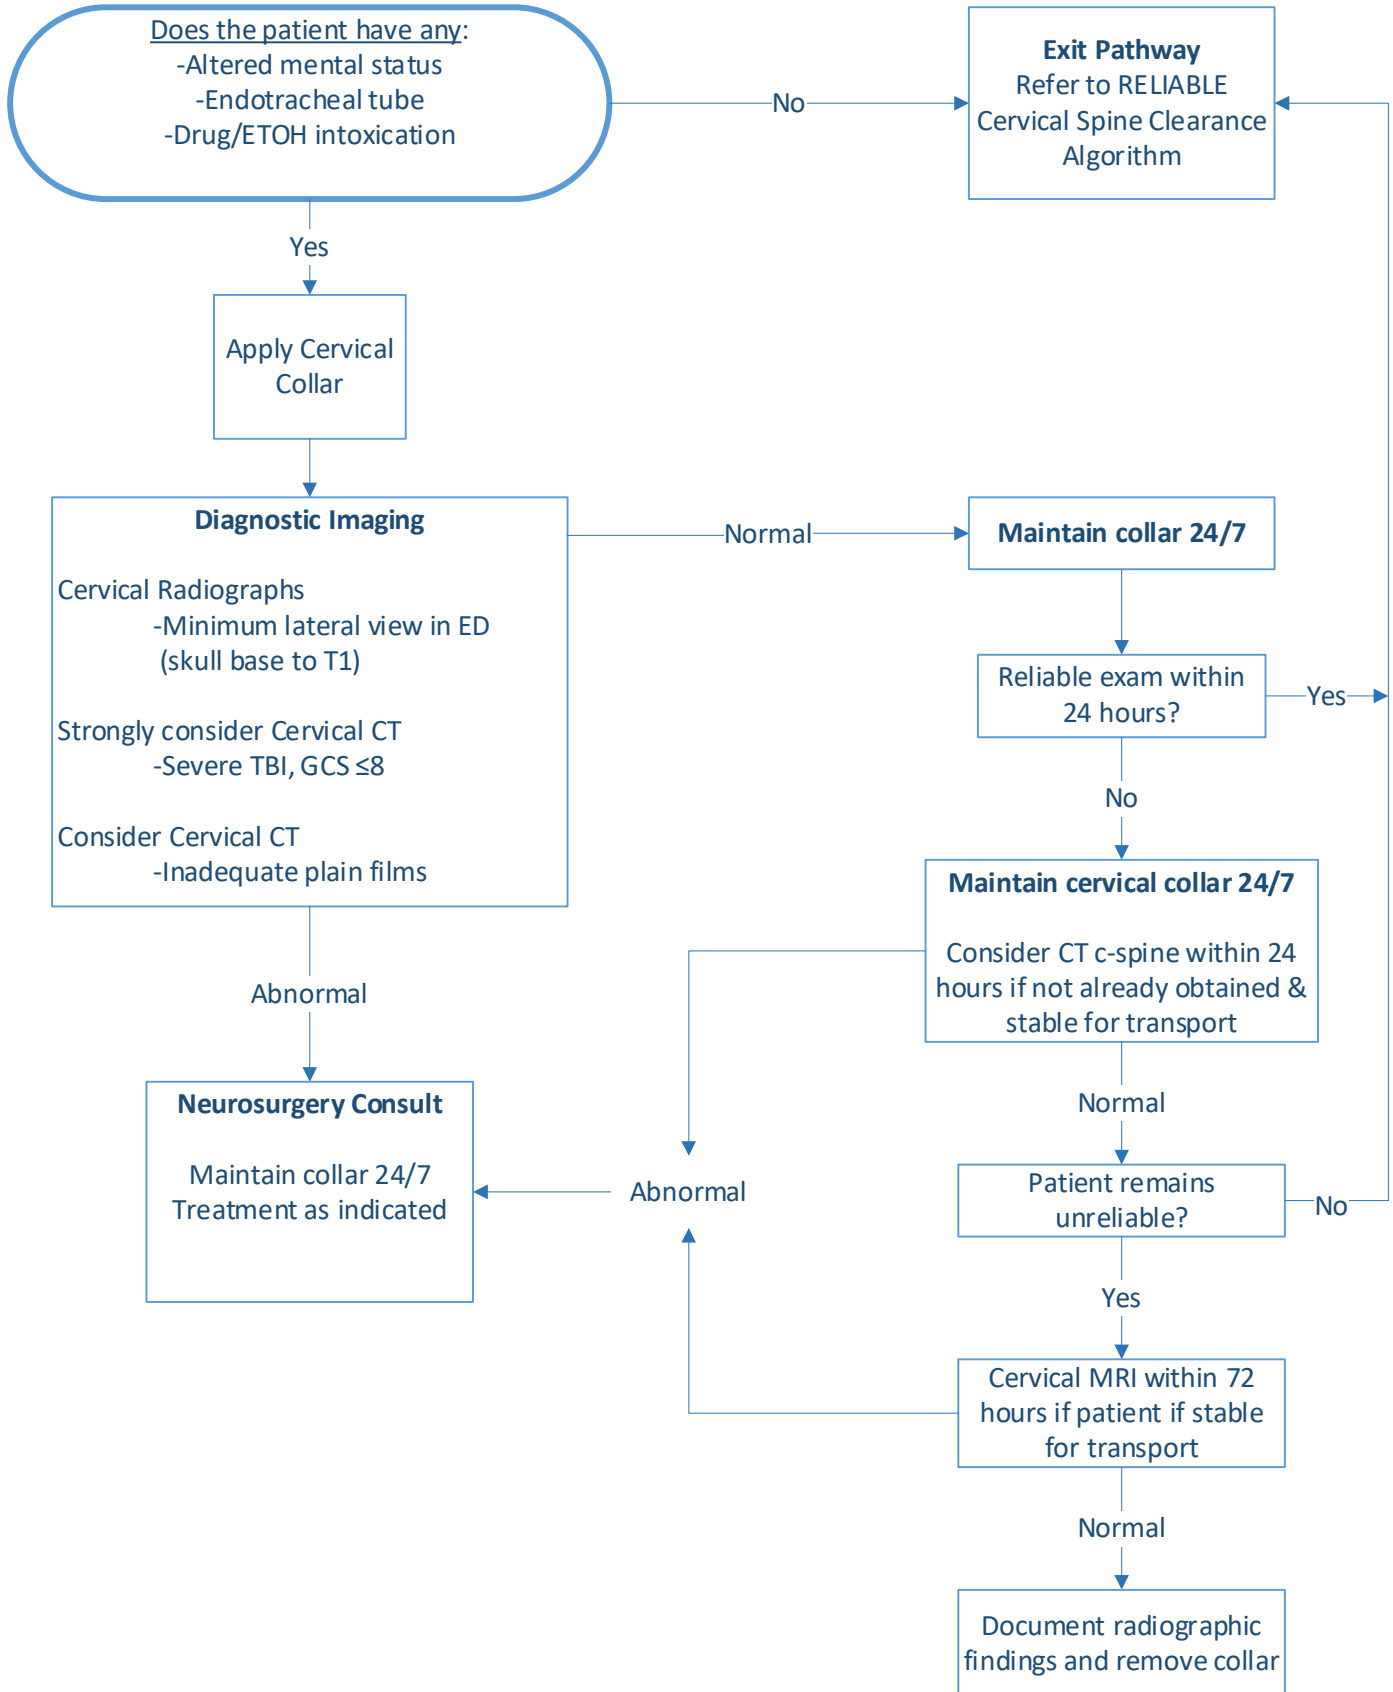 Does the patient have any:
-Altered mental status
-Endotracheal tube
-Drug/ETOH intoxication
No
Exit Pathway
Refer to RELIABLE
Cervical Spine Clearance
Algorithm
Yes
Apply Cervical
Collar
Diagnostic Imaging
Cervical Radiographs
-Minimum lateral view in ED
(skull base to T1)
Strongly consider Cervical CT
-Severe TBI, GCS ≤8
Consider Cervical CT
-Inadequate plain films
Normal
Maintain collar 24/7
Reliable exam within
24 hours?
Yes
No
Maintain cervical collar 24/7
Consider CT c-spine within 24
hours if not already obtained &
stable for transport
Abnormal
Neurosurgery Consult
Maintain collar 24/7
Treatment as indicated
Abnormal
Normal
Patient remains
unreliable?
No
Yes
Cervical MRI within 72
hours if patient if stable
for transport
Normal
Document radiographic
findings and remove collar